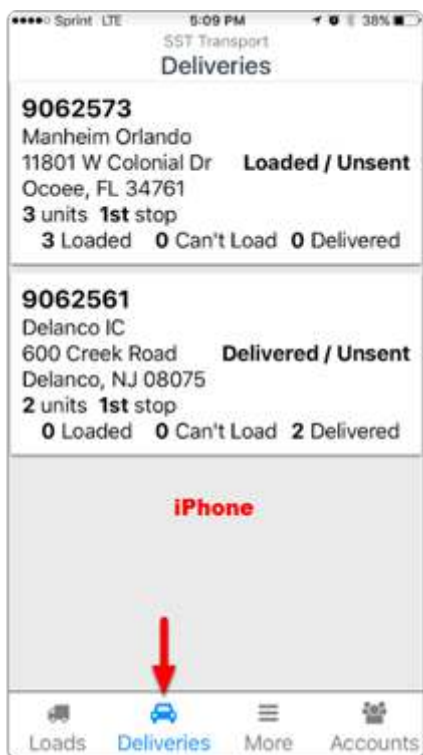 Sprint LTE 5:09 PM 38%
SST Transport
Deliveries
9062573
Manheim Orlando
11801 W Colonial Dr Loaded / Unsent
Ocoee, FL 34761
3 units 1st stop
3 Loaded 0 Can't Load 0 Delivered
9062561
Delanco IC
600 Creek Road Delivered / Unsent
Delanco, NJ 08075
2 units 1st stop
0 Loaded 0 Can't Load 2 Delivered
iPhone
Loads Deliveries More Accounts